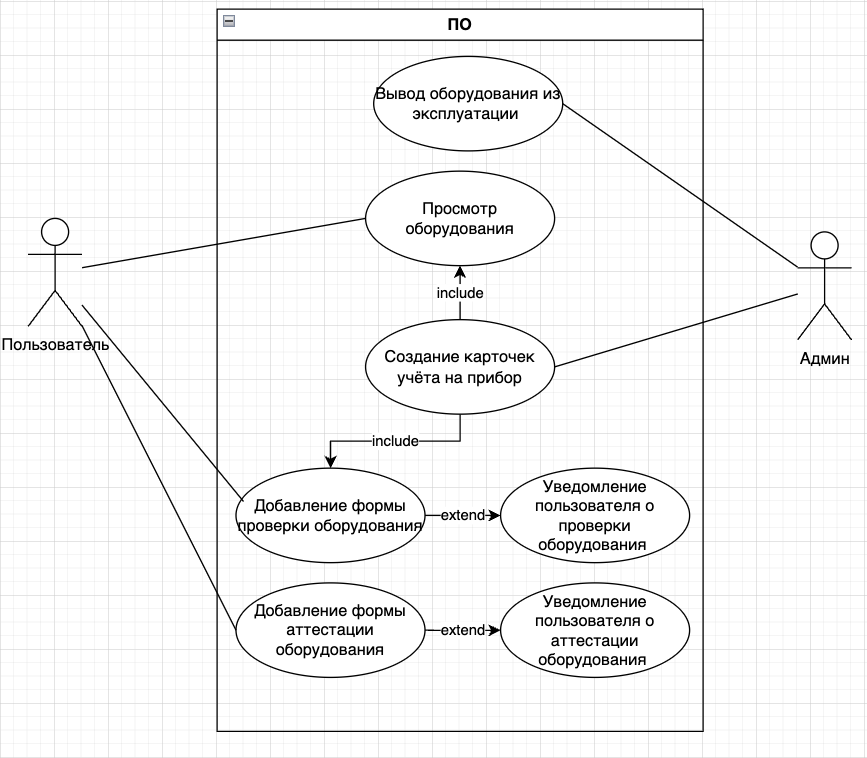 ПО
Вывод оборудования из
эксплуатации
Просмотр
оборудования
include
Пользователь
Админ
Создание карточек
учёта на прибор
include
Добавление формы
проверки оборудования
extend
Уведомление
пользователя о
проверки
оборудования
Добавление формы
аттестации
оборудования
extend
Уведомление
пользователя о
аттестации
оборудования